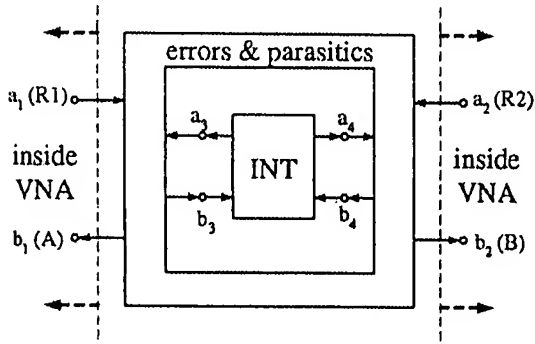 errors & parasitics
a1 (R1)
a2 (R2)
a3
a4
inside
VNA
INT
inside
VNA
b3
b4
b1 (A)
b2 (B)